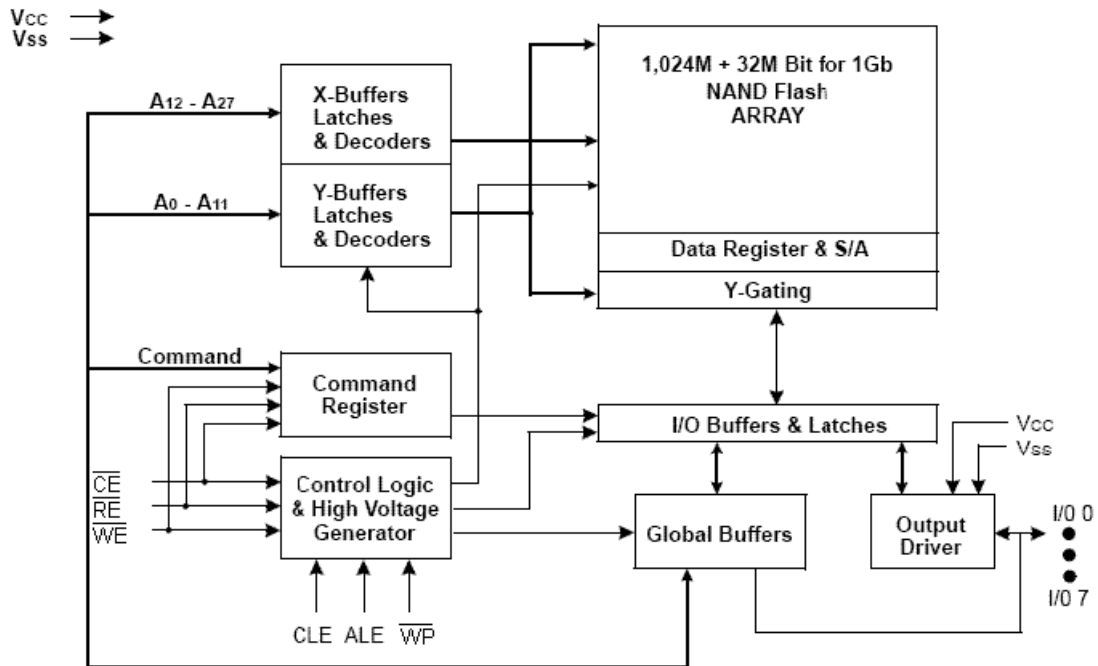 Vcc
Vss
A12 - A27
X-Buffers
Latches
& Decoders
A0 - A11
Y-Buffers
Latches
& Decoders
1,024M + 32M Bit for 1Gb
NAND Flash
ARRAY
Data Register & S/A
Y-Gating
Command
Command
Register
I/O Buffers & Latches
Vcc
Vss
CE
RE
WE
Control Logic
& High Voltage
Generator
Global Buffers
Output
Driver
I/0 0
I/0 7
CLE ALE WP